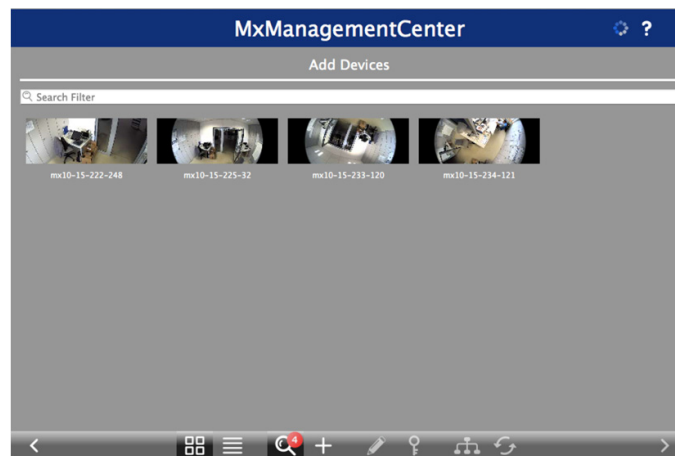 MxManagementCenter
?
Add Devices
Search Filter
mx10-15-222-248
mx10-15-225-32
mx10-15-233-120
mx10-15-234-121
4